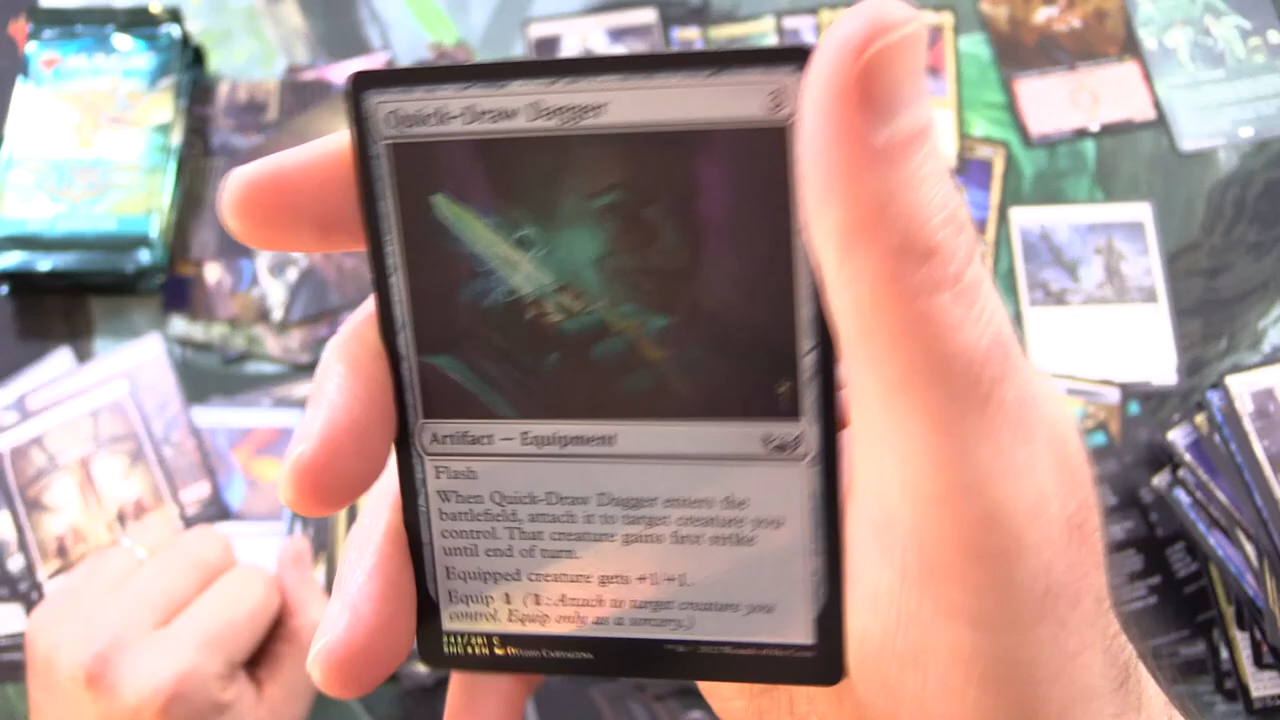 Quick-Draw Dagger
3
Artifact — Equipment
Flash
When Quick-Draw Dagger enters the
battlefield, attach it to target creature you
control. That creature gains first strike
until end of turn.
Equipped creature gets +1/+1.
Equip 1 (1: Attach to target creature you
control. Equip only as a sorcery.)